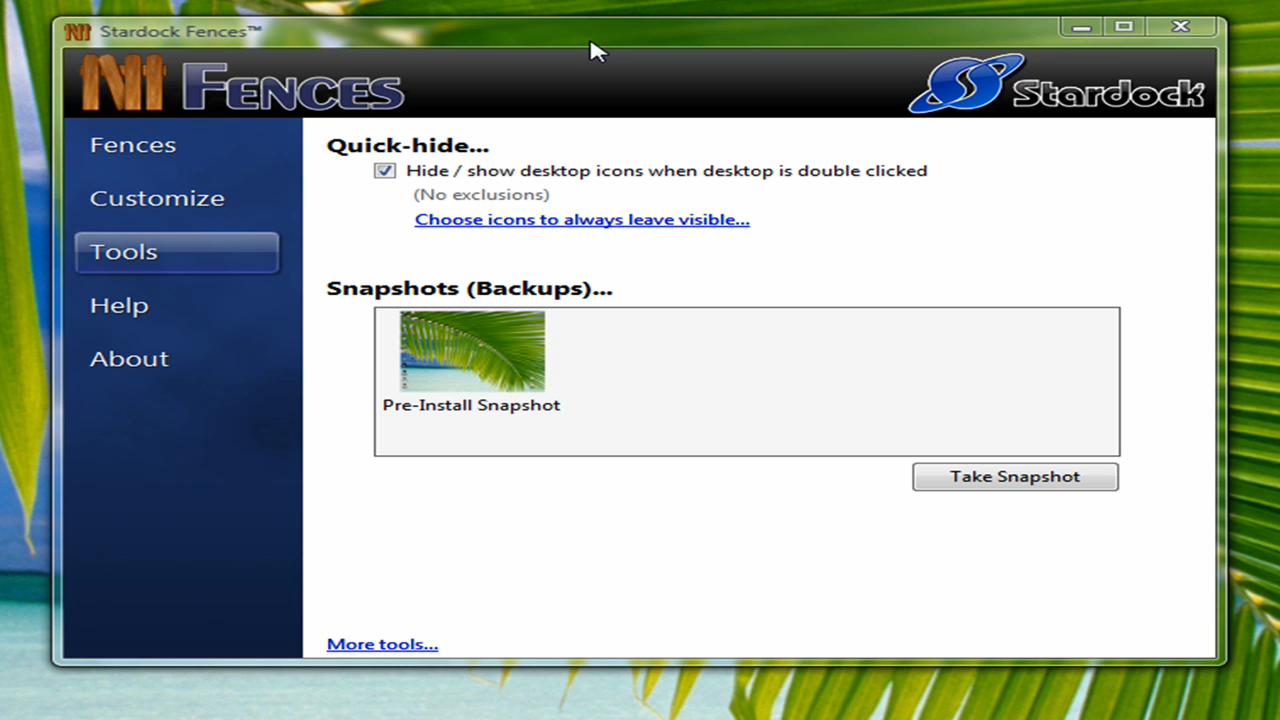 Stardock Fences™
FENCES
Stardock
Fences
Customize
Tools
Help
About
Quick-hide...
Hide / show desktop icons when desktop is double clicked
(No exclusions)
Choose icons to always leave visible...
Snapshots (Backups)...
Pre-Install Snapshot
Take Snapshot
More tools...